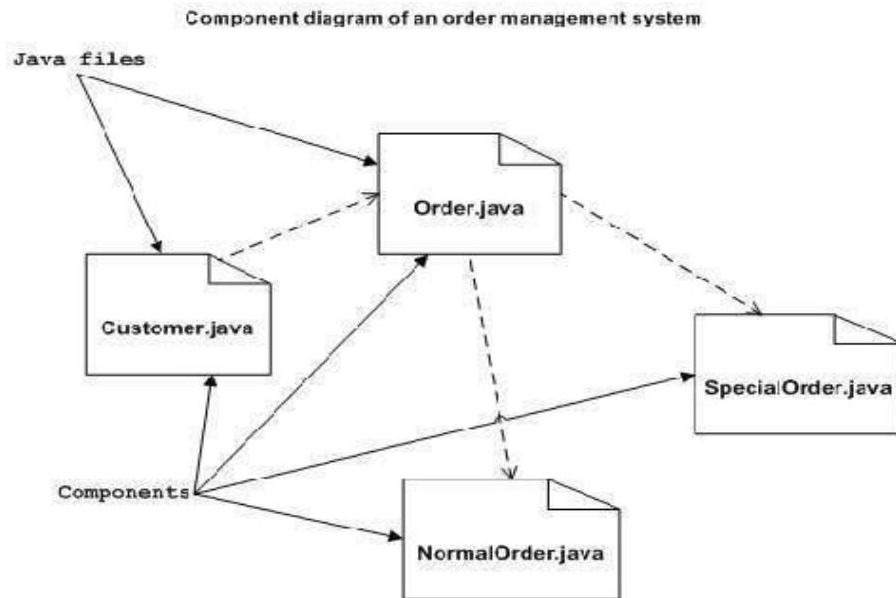 Component diagram of an order management system
Java files
Order.java
Customer.java
SpecialOrder.java
Components
NormalOrder.java